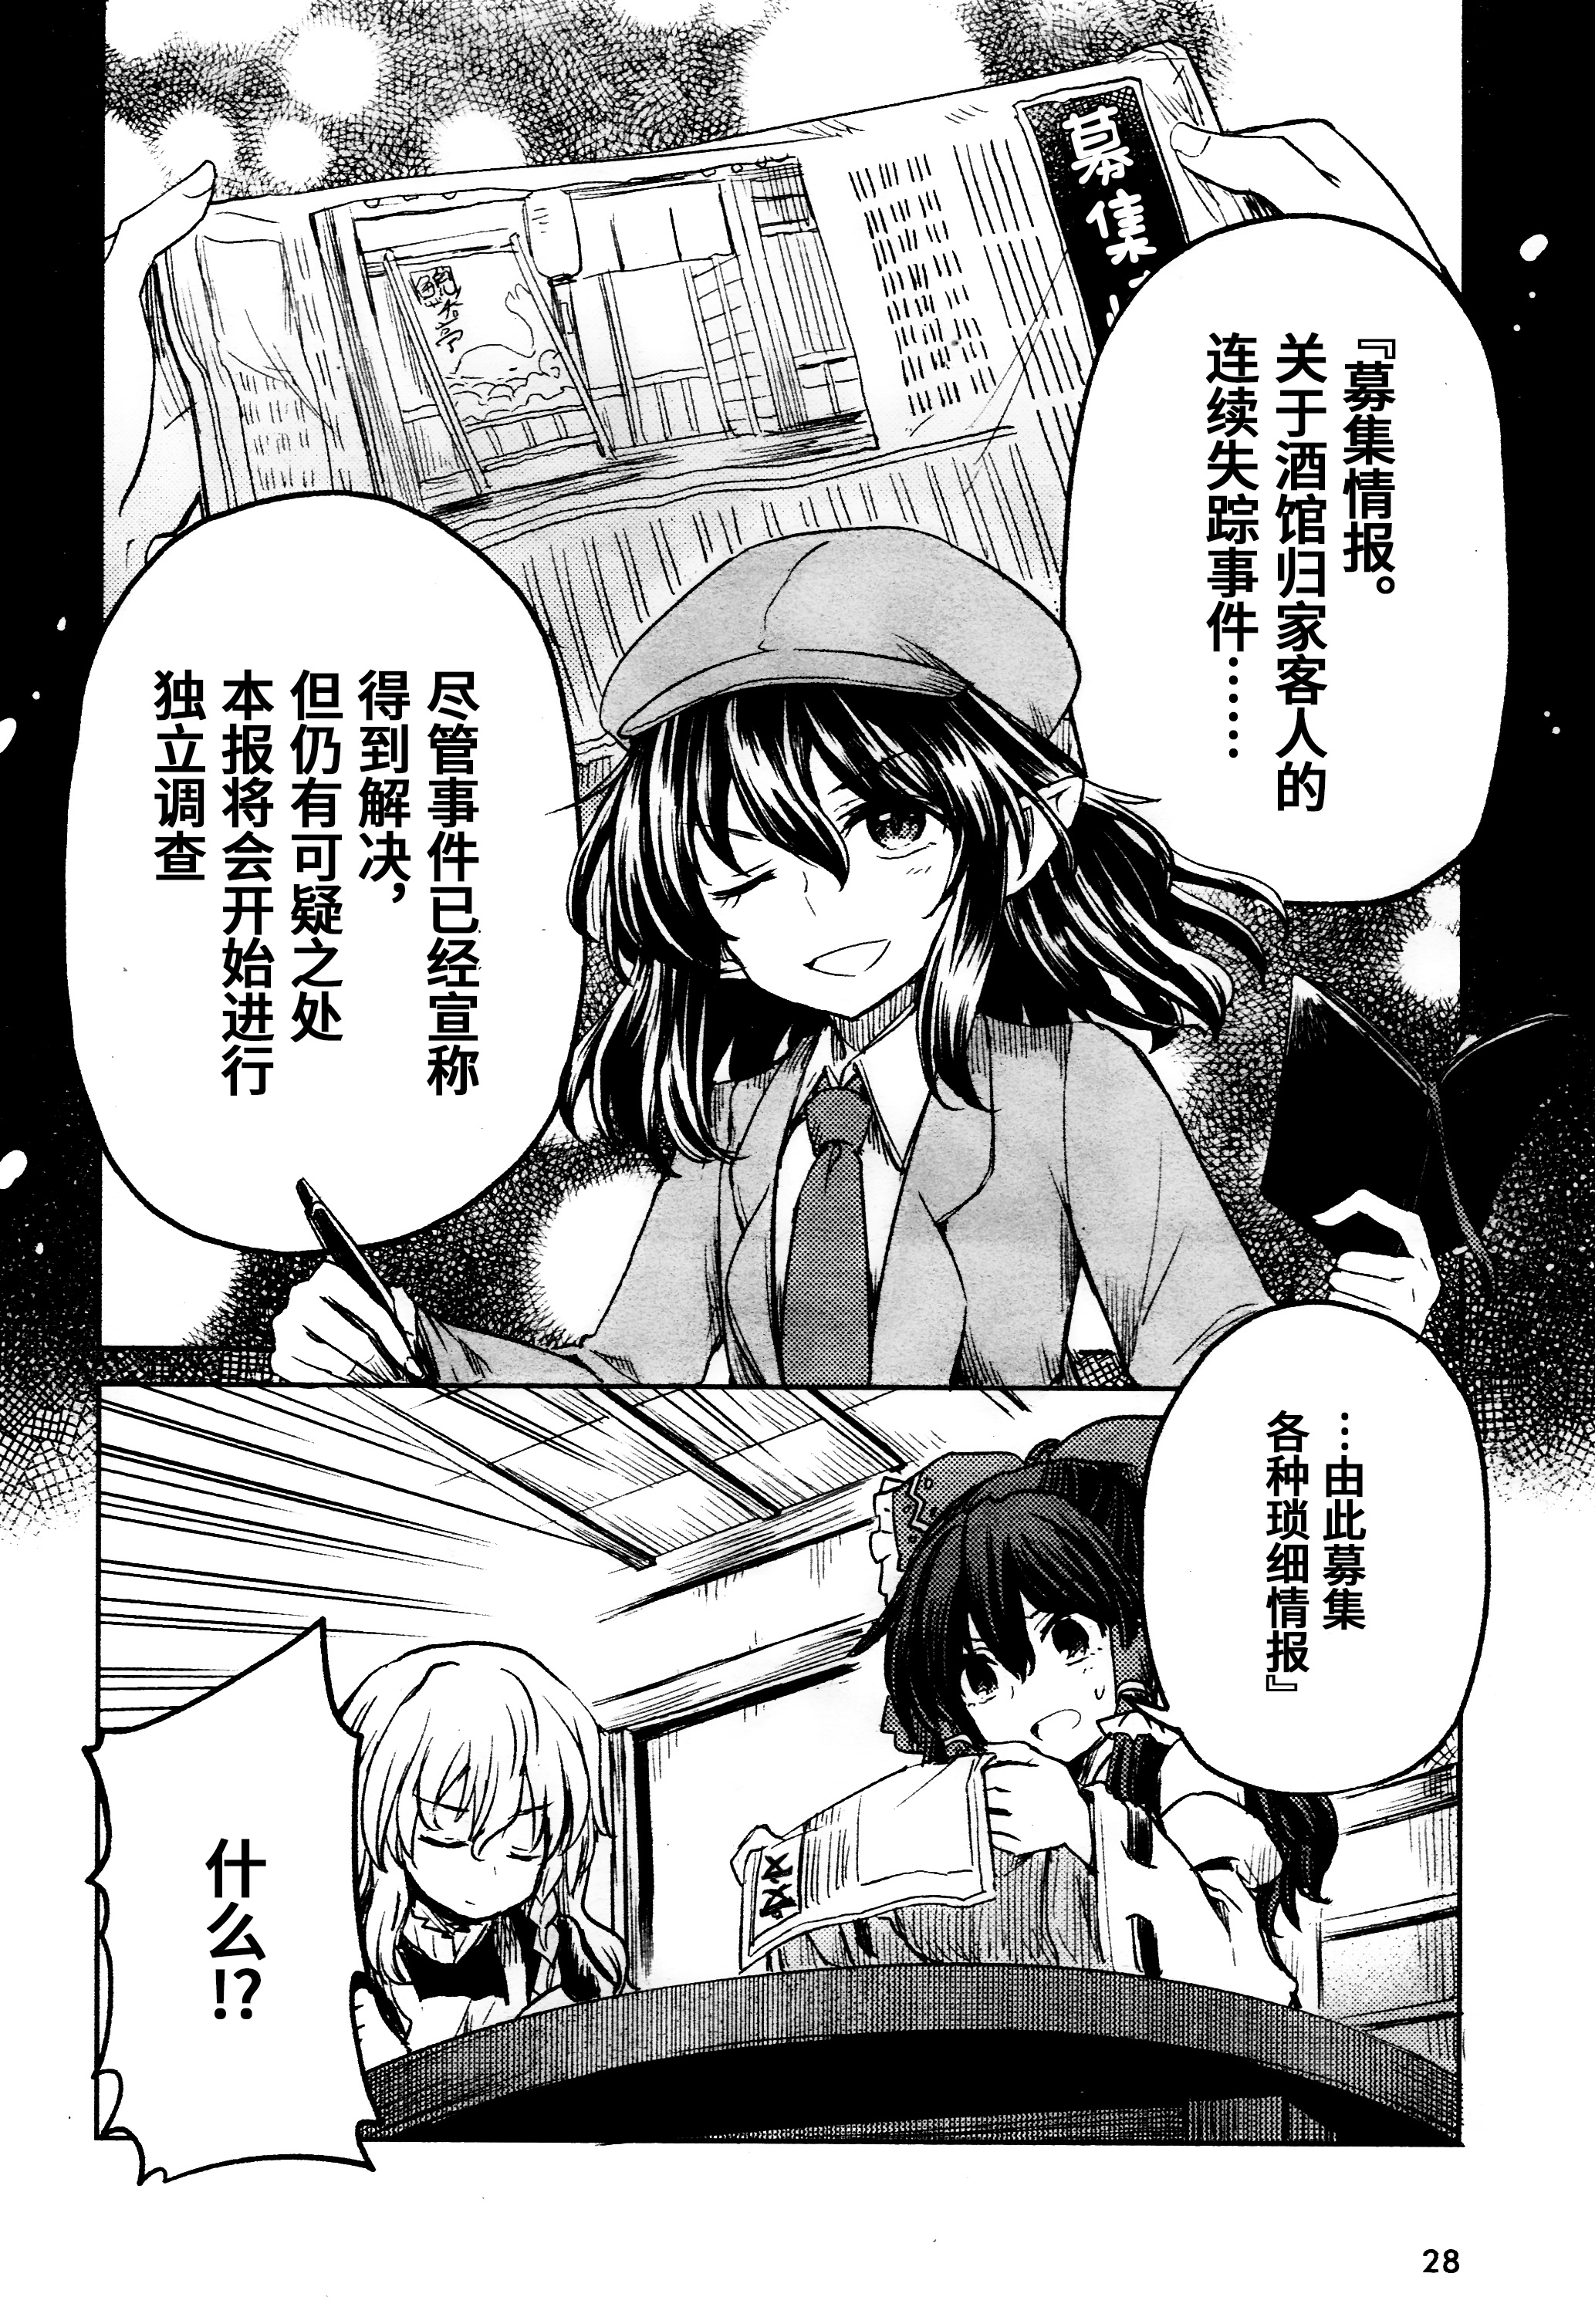 募集
鯢呑亭
『募集情报。
关于酒馆归家客人的
连续失踪事件……
尽管事件已经宣称
得到解决，
但仍有可疑之处
本报将会开始进行
独立调查
…由此募集
各种琐细情报』
什么!?
28